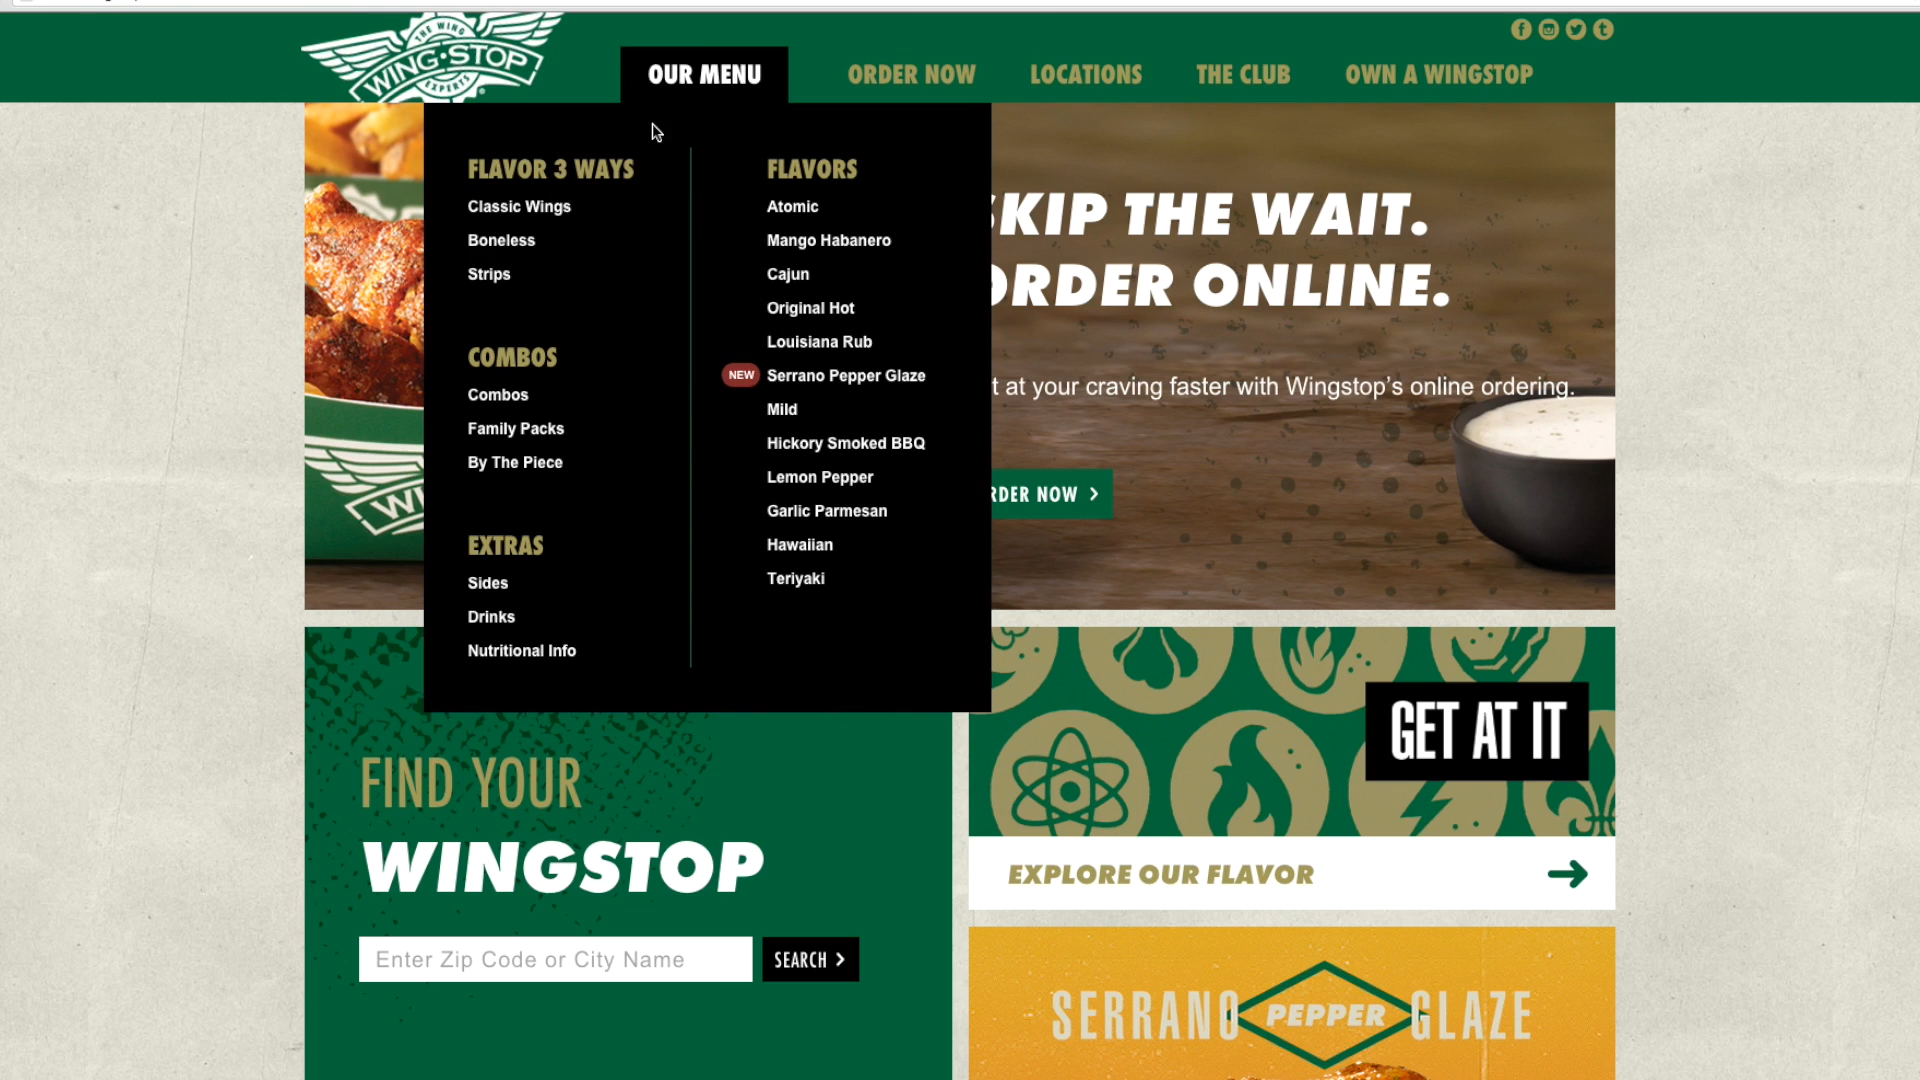 THE WING
WING·STOP
EXPERTS
OUR MENU
ORDER NOW
LOCATIONS
THE CLUB
OWN A WINGSTOP
FLAVOR 3 WAYS
Classic Wings
Boneless
Strips
COMBOS
Combos
Family Packs
By The Piece
EXTRAS
Sides
Drinks
Nutritional Info
FLAVORS
Atomic
Mango Habanero
Cajun
Original Hot
Louisiana Rub
NEW Serrano Pepper Glaze
Mild
Hickory Smoked BBQ
Lemon Pepper
Garlic Parmesan
Hawaiian
Teriyaki
SKIP THE WAIT.
ORDER ONLINE.
t at your craving faster with Wingstop’s online ordering.
RDER NOW >
FIND YOUR
WINGSTOP
Enter Zip Code or City Name
SEARCH >
GET AT IT
EXPLORE OUR FLAVOR
SERRANO PEPPER GLAZE